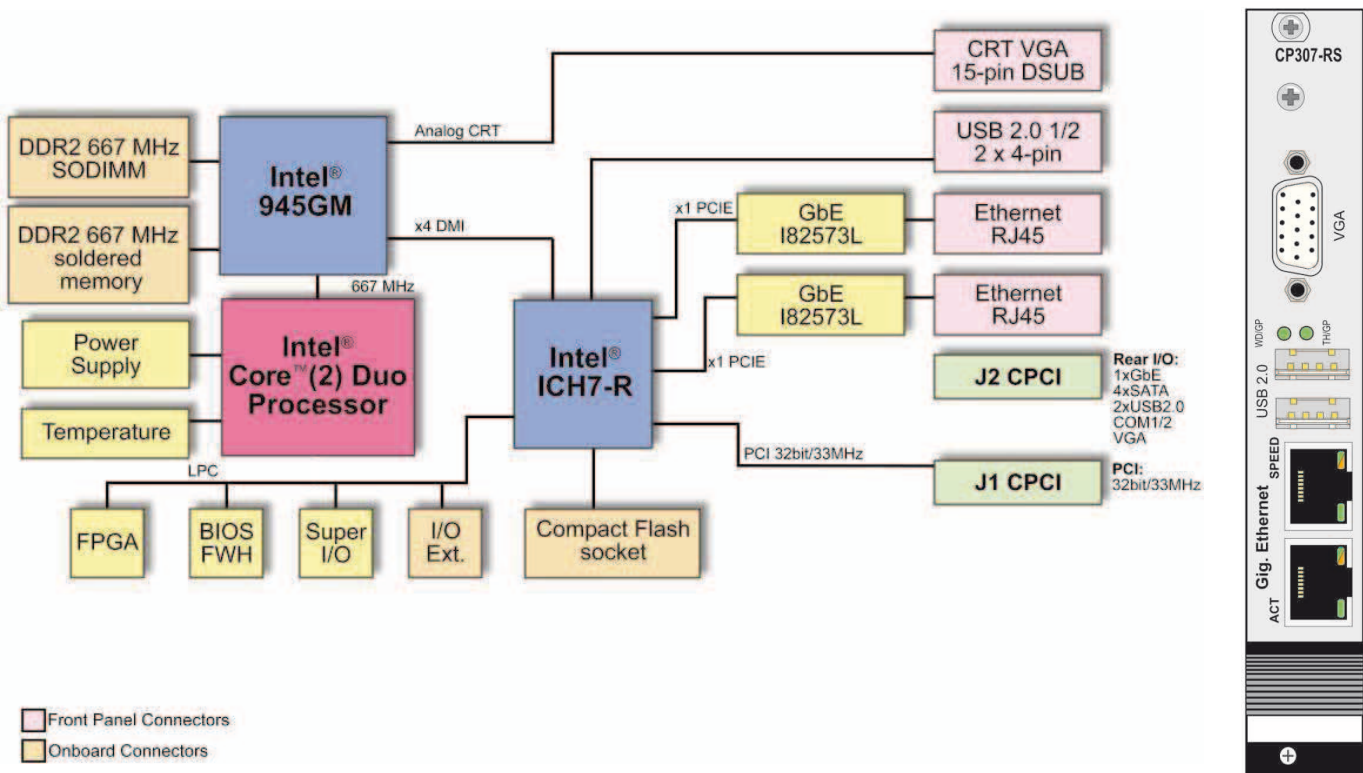 CRT VGA
15-pin DSUB
USB 2.0 1/2
2 x 4-pin
DDR2 667 MHz
SODIMM
Intel®
945GM
Analog CRT
x4 DMI
DDR2 667 MHz
soldered
memory
667 MHz
x1 PCIE
GbE
I82573L
Ethernet
RJ45
GbE
I82573L
Ethernet
RJ45
Power
Supply
Temperature
Intel®
Core™(2) Duo
Processor
Intel®
ICH7-R
x1 PCIE
J2 CPCI
Rear I/O:
1xGbE
4xSATA
2xUSB2.0
COM1/2
VGA
PCI 32bit/33MHz
J1 CPCI
PCI:
32bit/33MHz
LPC
FPGA
BIOS
FWH
Super
I/O
I/O
Ext.
Compact Flash
socket
Front Panel Connectors
Onboard Connectors
CP307-RS
VGA
WD/GP
TH/GP
USB 2.0
SPEED
Gig. Ethernet
ACT